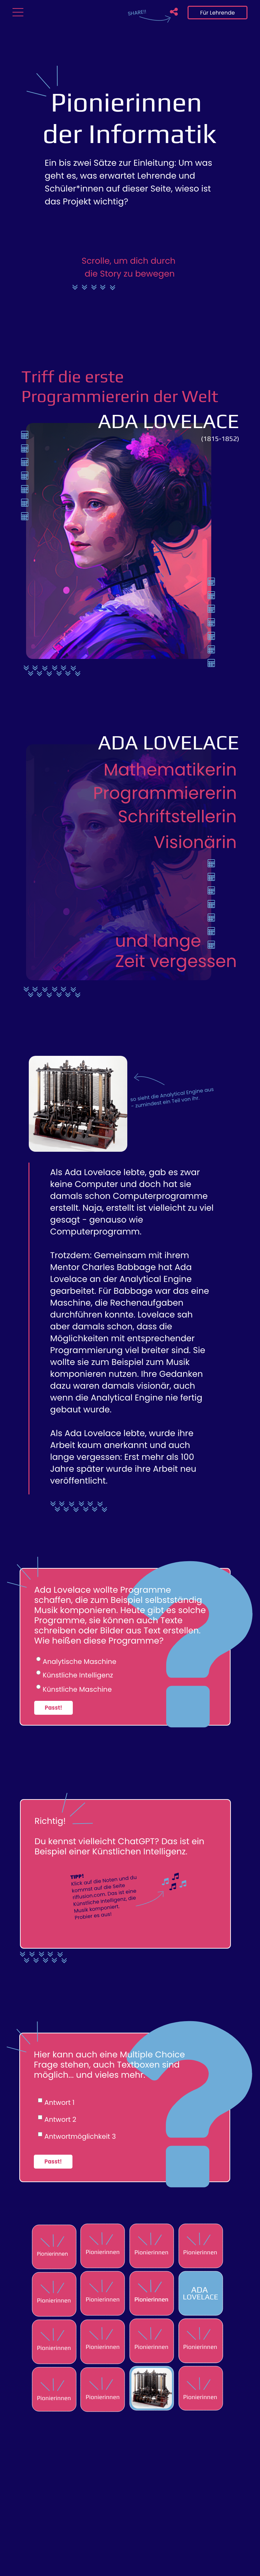 SHARE!!
Für Lehrende
Pionierinnen
der Informatik
Ein bis zwei Sätze zur Einleitung: Um was
geht es, was erwartet Lehrende und
Schüler*innen auf dieser Seite, wieso ist
das Projekt wichtig?
Scrolle, um dich durch
die Story zu bewegen
Triff die erste
Programmiererin der Welt
ADA LOVELACE
(1815-1852)
ADA LOVELACE
Mathematikerin
Programmiererin
Schriftstellerin
Visionärin
und lange
Zeit vergessen
so sieht die Analytical Engine aus
- zumindest ein Teil von ihr.
Als Ada Lovelace lebte, gab es zwar
keine Computer und doch hat sie
damals schon Computerprogramme
erstellt. Naja, erstellt ist vielleicht zu viel
gesagt - genauso wie
Computerprogramm.
Trotzdem: Gemeinsam mit ihrem
Mentor Charles Babbage hat Ada
Lovelace an der Analytical Engine
gearbeitet. Für Babbage war das eine
Maschine, die Rechenaufgaben
durchführen konnte. Lovelace sah
aber damals schon, dass die
Möglichkeiten mit entsprechender
Programmierung viel breiter sind. Sie
wollte sie zum Beispiel zum Musik
komponieren nutzen. Ihre Gedanken
dazu waren damals visionär, auch
wenn die Analytical Engine nie fertig
gebaut wurde.
Als Ada Lovelace lebte, wurde ihre
Arbeit kaum anerkannt und auch
lange vergessen: Erst mehr als 100
Jahre später wurde ihre Arbeit neu
veröffentlicht.
Ada Lovelace wollte Programme
schaffen, die zum Beispiel selbstständig
Musik komponieren. Heute gibt es solche
Programme, sie können auch Texte
schreiben oder Bilder aus Text erstellen.
Wie heißen diese Programme?
Analytische Maschine
Künstliche Intelligenz
Künstliche Maschine
Passt!
Richtig!
Du kennst vielleicht ChatGPT? Das ist ein
Beispiel einer Künstlichen Intelligenz.
TIPP!
Klick auf die Noten und du
kommst auf die Seite
riffusion.com. Das ist eine
Künstliche Intelligenz, die
Musik komponiert.
Probier es aus!
Hier kann auch eine Multiple Choice
Frage stehen, auch Textboxen sind
möglich... und vieles mehr.
Antwort 1
Antwort 2
Antwortmöglichkeit 3
Passt!
Pionierinnen
Pionierinnen
Pionierinnen
Pionierinnen
Pionierinnen
Pionierinnen
Pionierinnen
ADA
LOVELACE
Pionierinnen
Pionierinnen
Pionierinnen
Pionierinnen
Pionierinnen
Pionierinnen
Pionierinnen